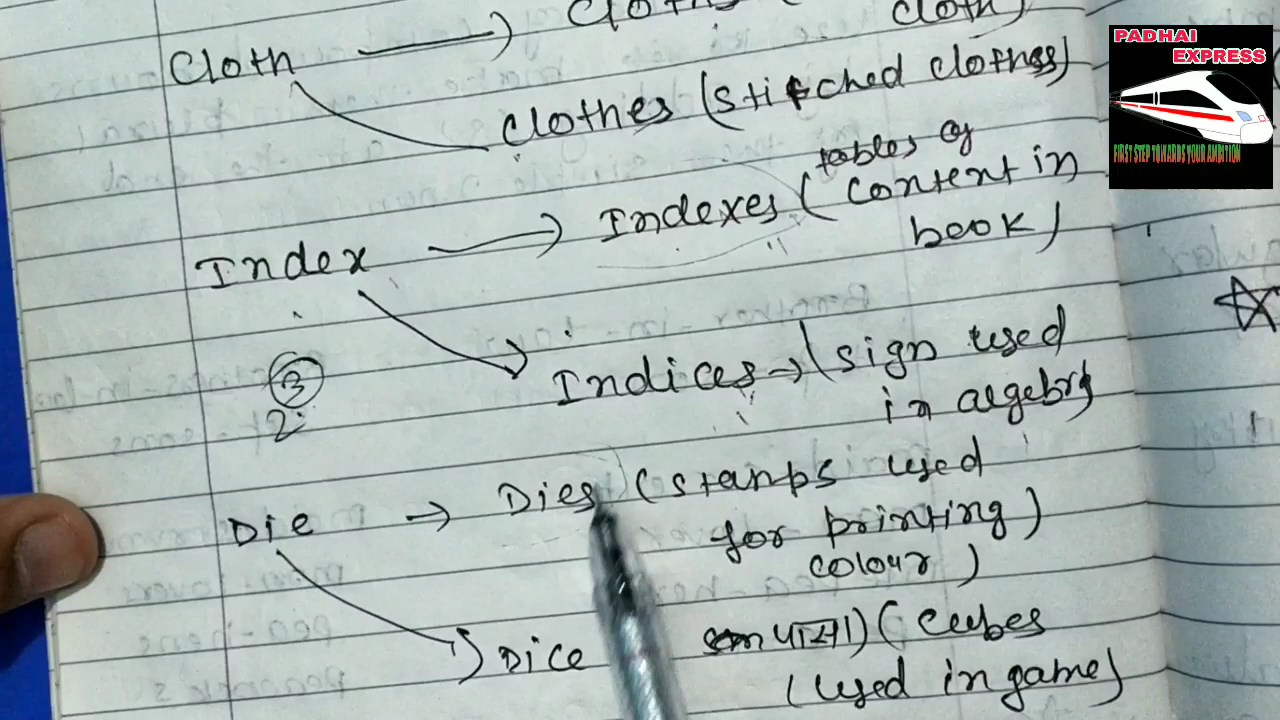 PADHAI
EXPRESS
FIRST STEP TOWARDS YOUR AMBITION
Cloth → cloth)
Clothes (stitched clothes)
Index → Indexes (tables of
content in
book)
Indices → (sign used
in algebra
3
2
Die → Dies (stamps used
for printing
colour)
Dice पासा) (cubes
(used in game)